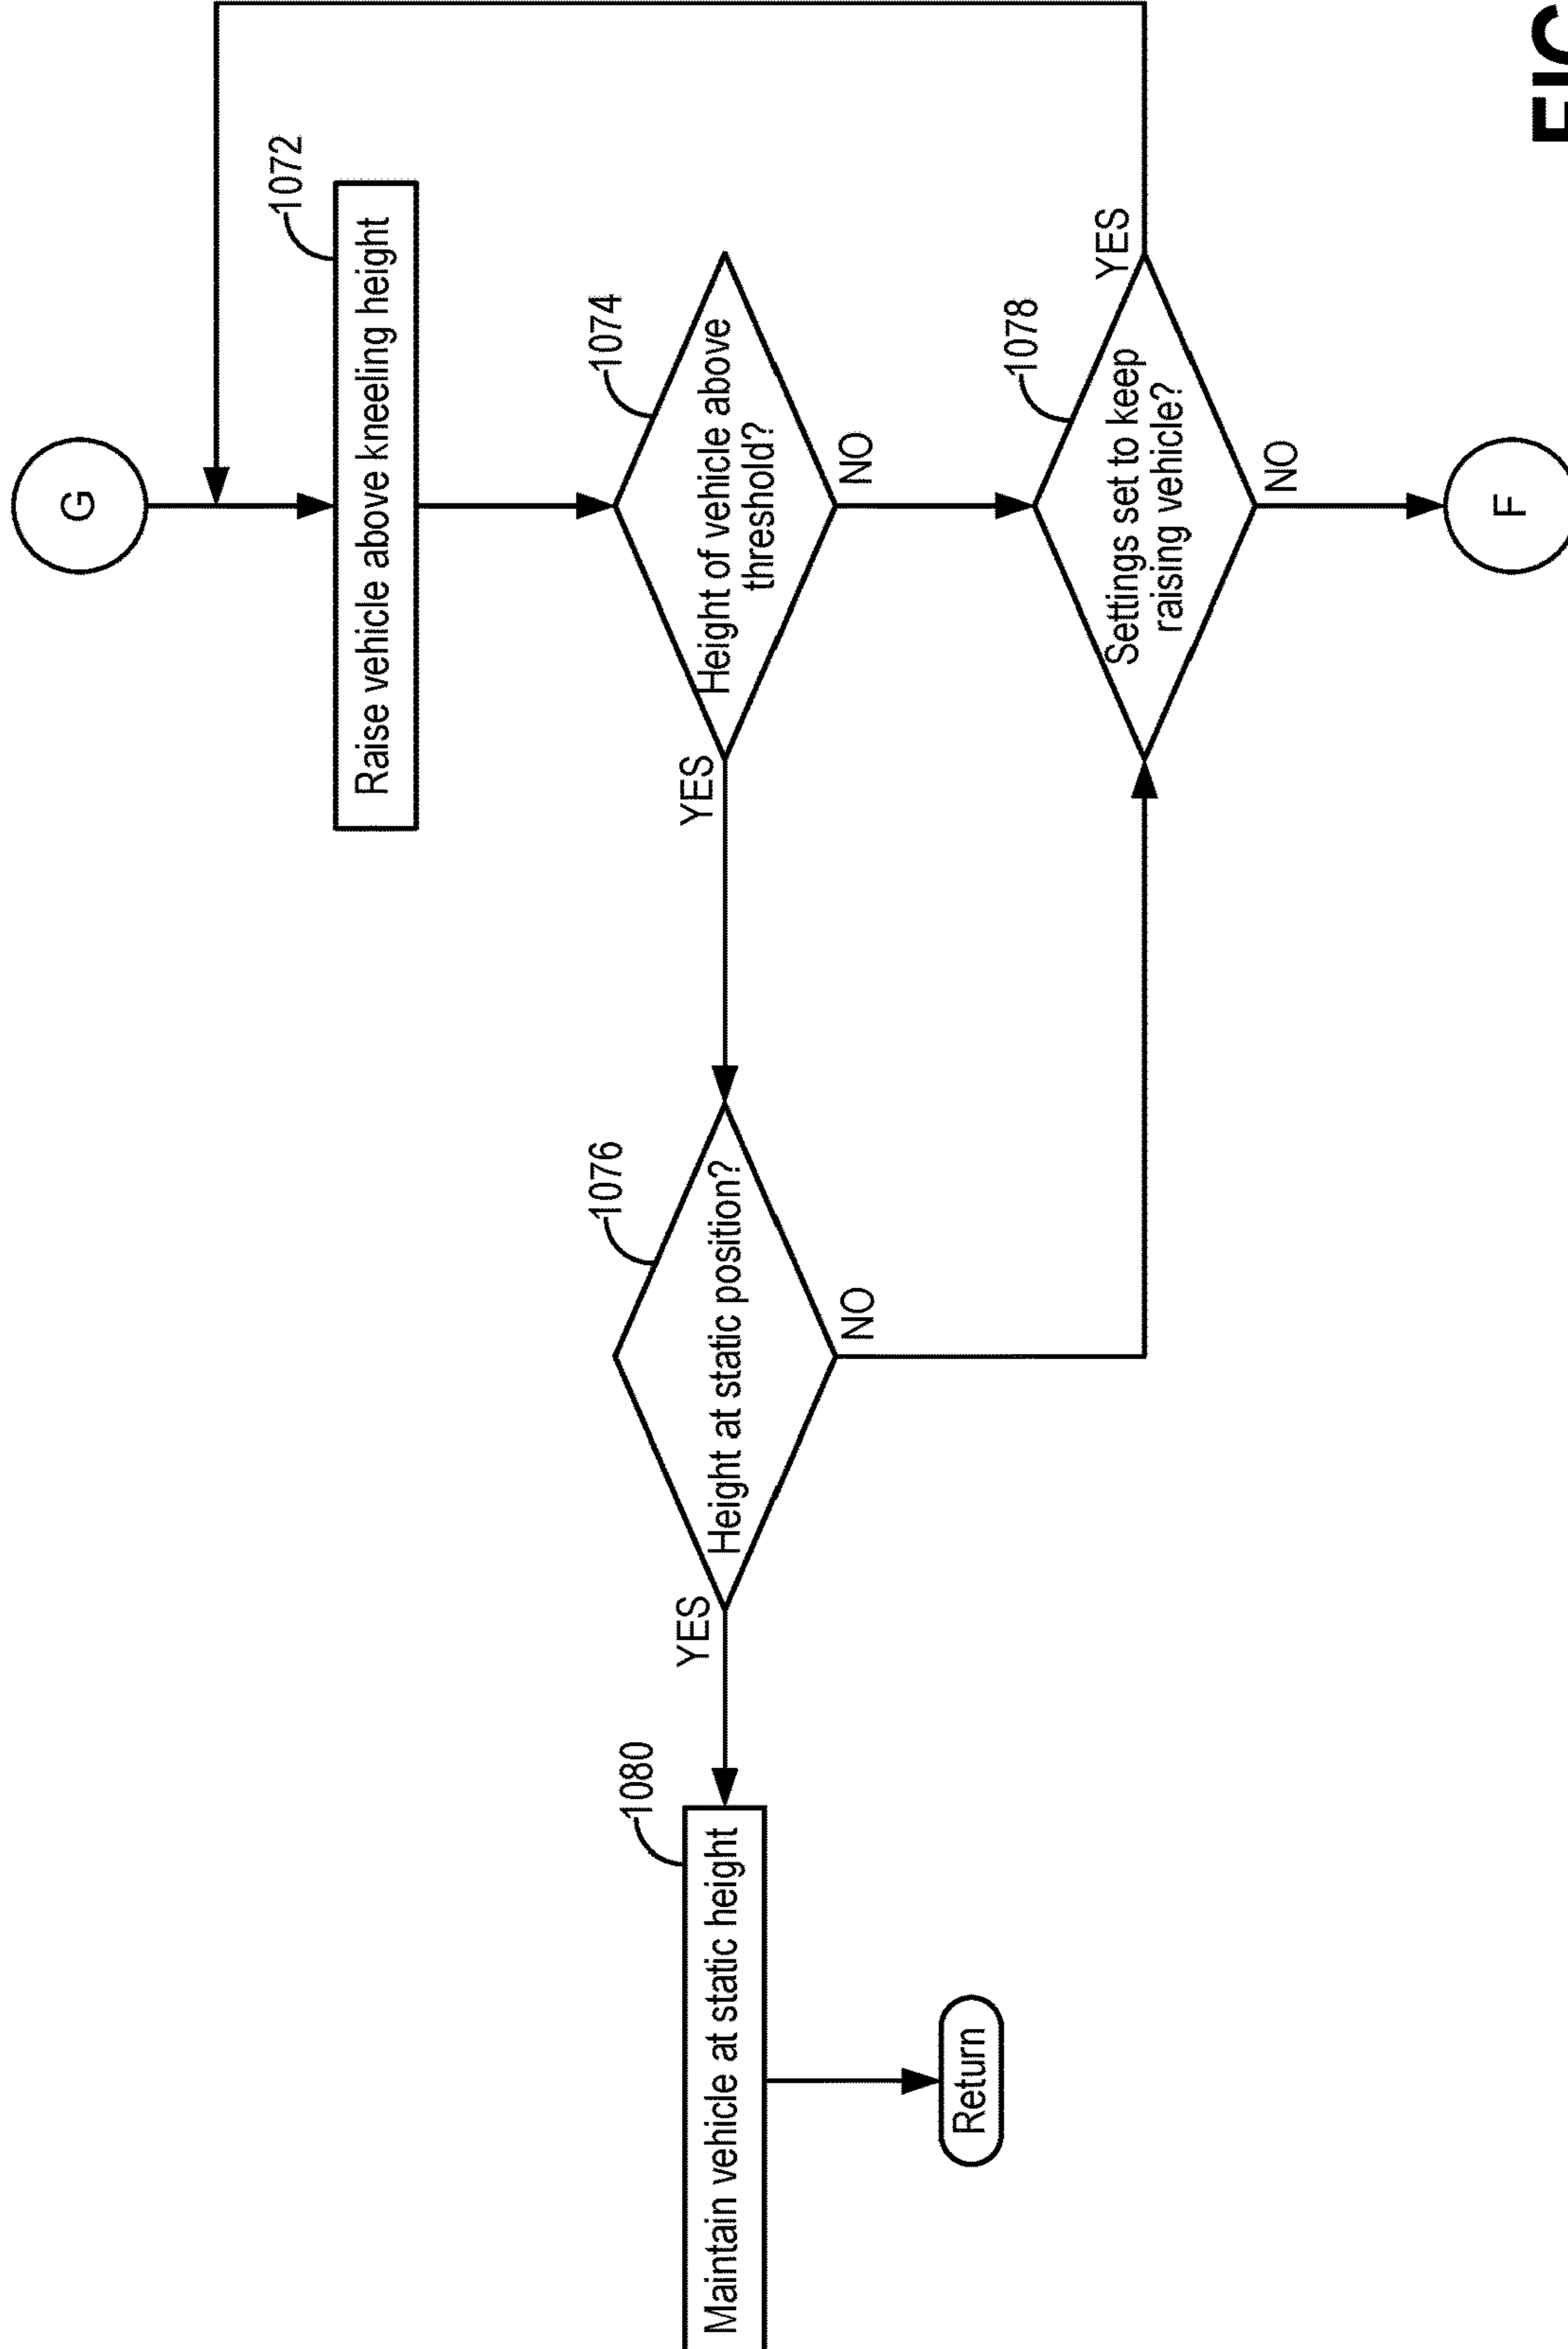 G
1072
Raise vehicle above kneeling height
1074
Height of vehicle above
threshold?
YES
NO
1076
Height at static position?
YES
NO
1078
Settings set to keep
raising vehicle?
YES
NO
1080
Maintain vehicle at static height
Return
F